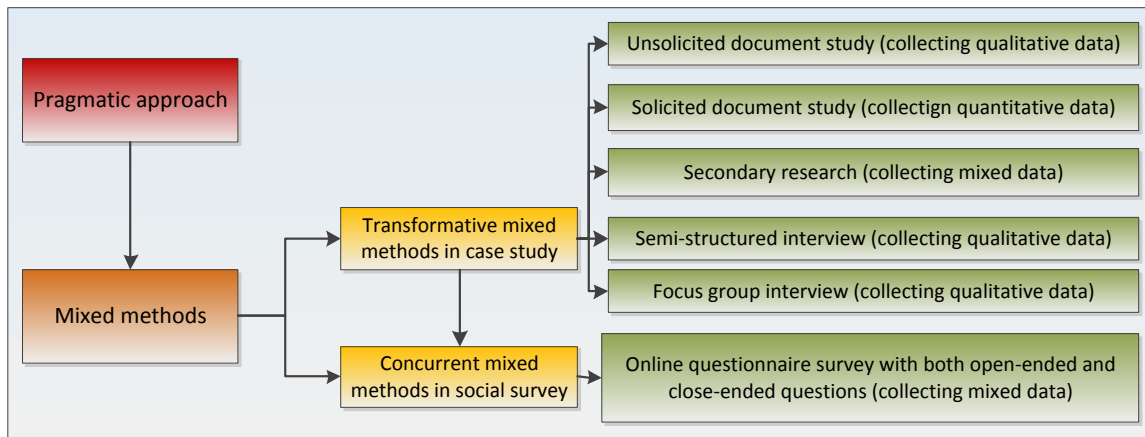 Pragmatic approach
Mixed methods
Transformative mixed
methods in case study
Concurrent mixed
methods in social survey
Unsolicited document study (collecting qualitative data)
Solicited document study (collectign quantitative data)
Secondary research (collecting mixed data)
Semi-structured interview (collecting qualitative data)
Focus group interview (collecting qualitative data)
Online questionnaire survey with both open-ended and
close-ended questions (collecting mixed data)